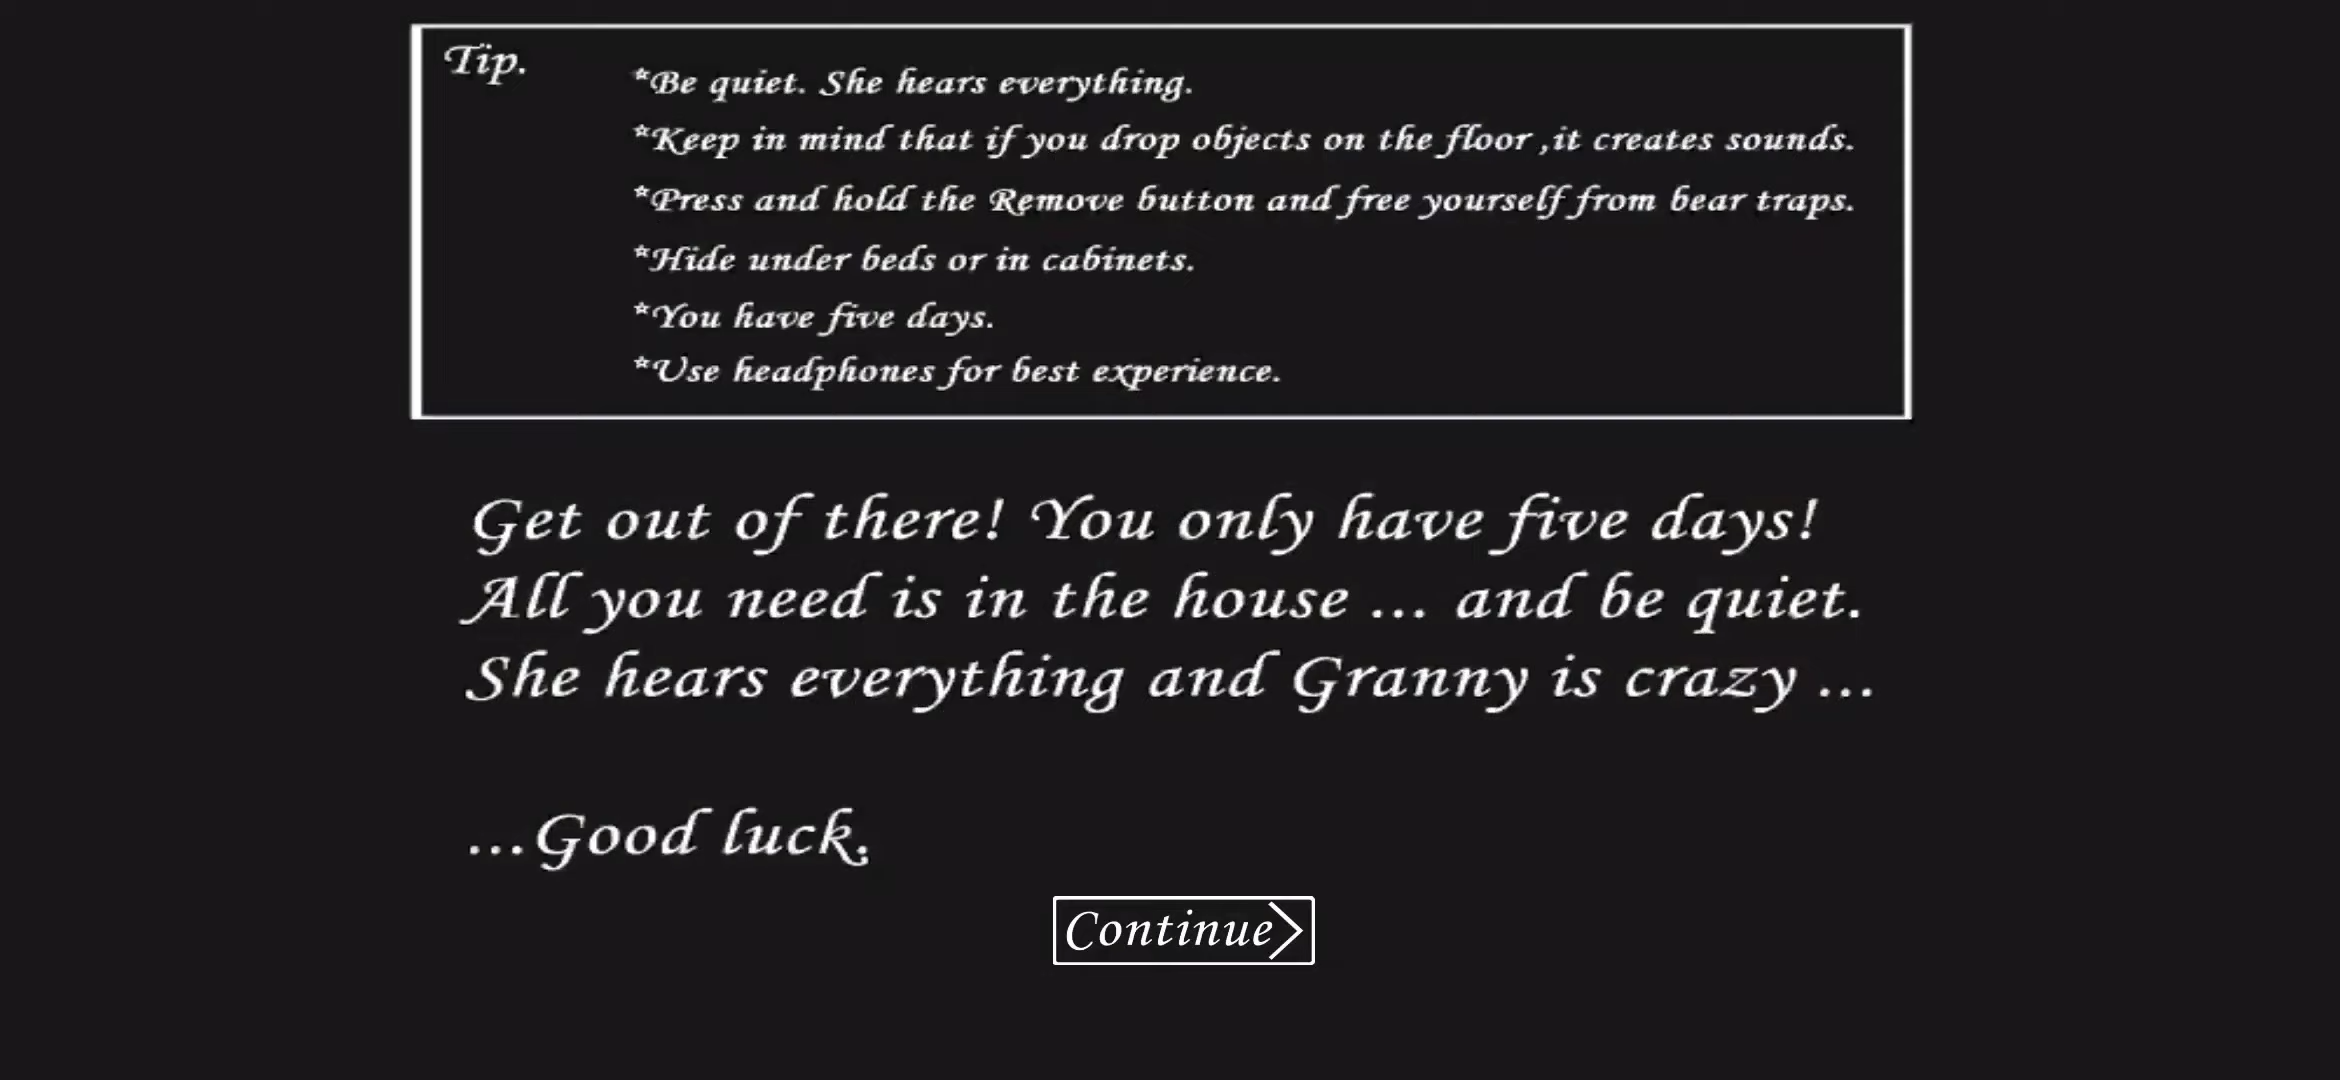 Tip.
*Be quiet. She hears everything.
*Keep in mind that if you drop objects on the floor ,it creates sounds.
*Press and hold the Remove button and free yourself from bear traps.
*Hide under beds or in cabinets.
*You have five days.
*Use headphones for best experience.
Get out of there! You only have five days!
All you need is in the house ... and be quiet.
She hears everything and Granny is crazy ...
...Good luck.
Continue